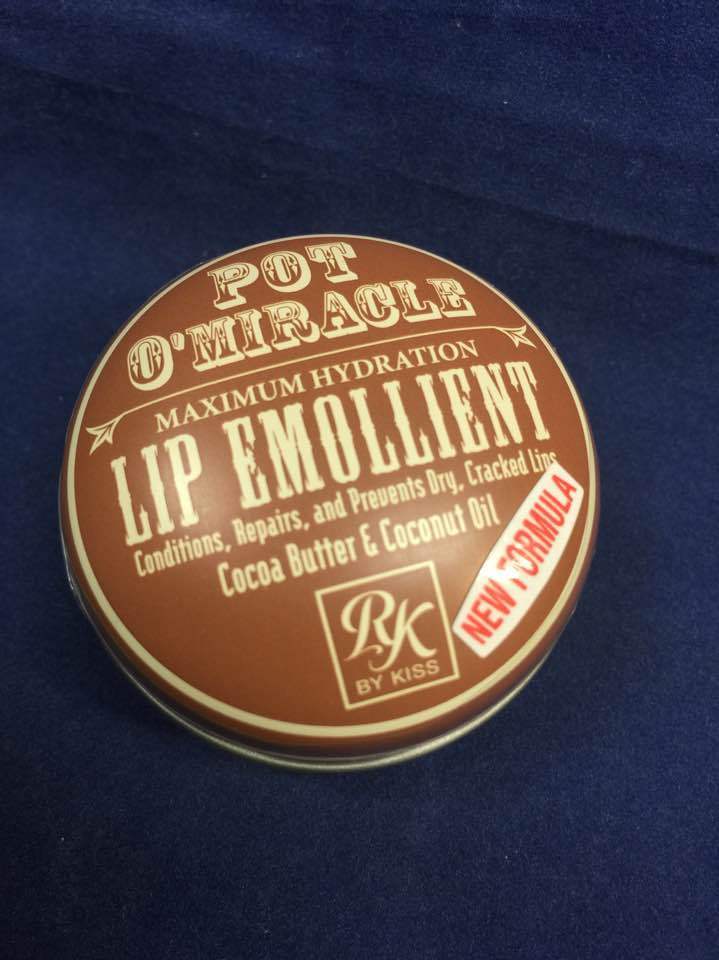 POT
O'MIRACLE
MAXIMUM HYDRATION
LIP EMOLLIENT
Conditions, Repairs, and Prevents Dry, Cracked Lips
Cocoa Butter & Coconut Oil
NEW FORMULA
RK
BY KISS